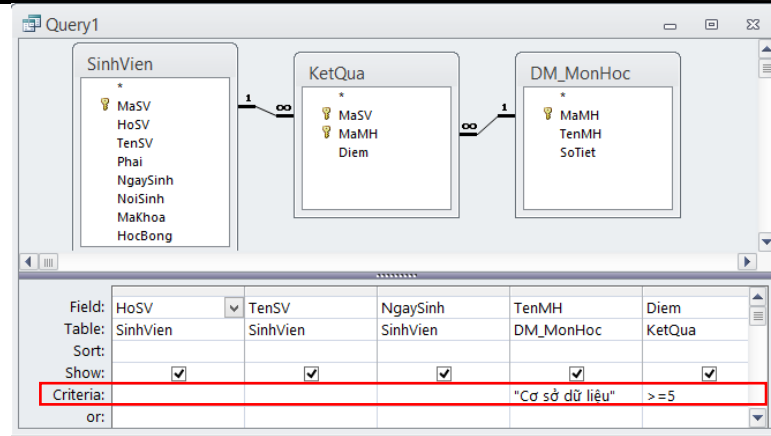 Query1
SinhVien
*
MaSV
HoSV
TenSV
Phai
NgaySinh
NoiSinh
MaKhoa
HocBong
1 ∞
KetQua
*
MaSV
MaMH
Diem
∞ 1
DM_MonHoc
*
MaMH
TenMH
SoTiet
Field: HoSV TenSV NgaySinh TenMH Diem
Table: SinhVien SinhVien SinhVien DM_MonHoc KetQua
Sort:
Show:
Criteria: "Cơ sở dữ liệu" >=5
or: